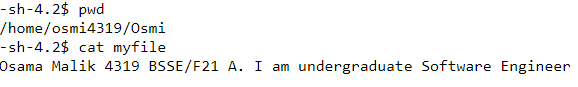 -sh-4.2$ pwd
/home/osmi4319/Osmi
-sh-4.2$ cat myfile
Osama Malik 4319 BSSE/F21 A. I am undergraduate Software Engineer